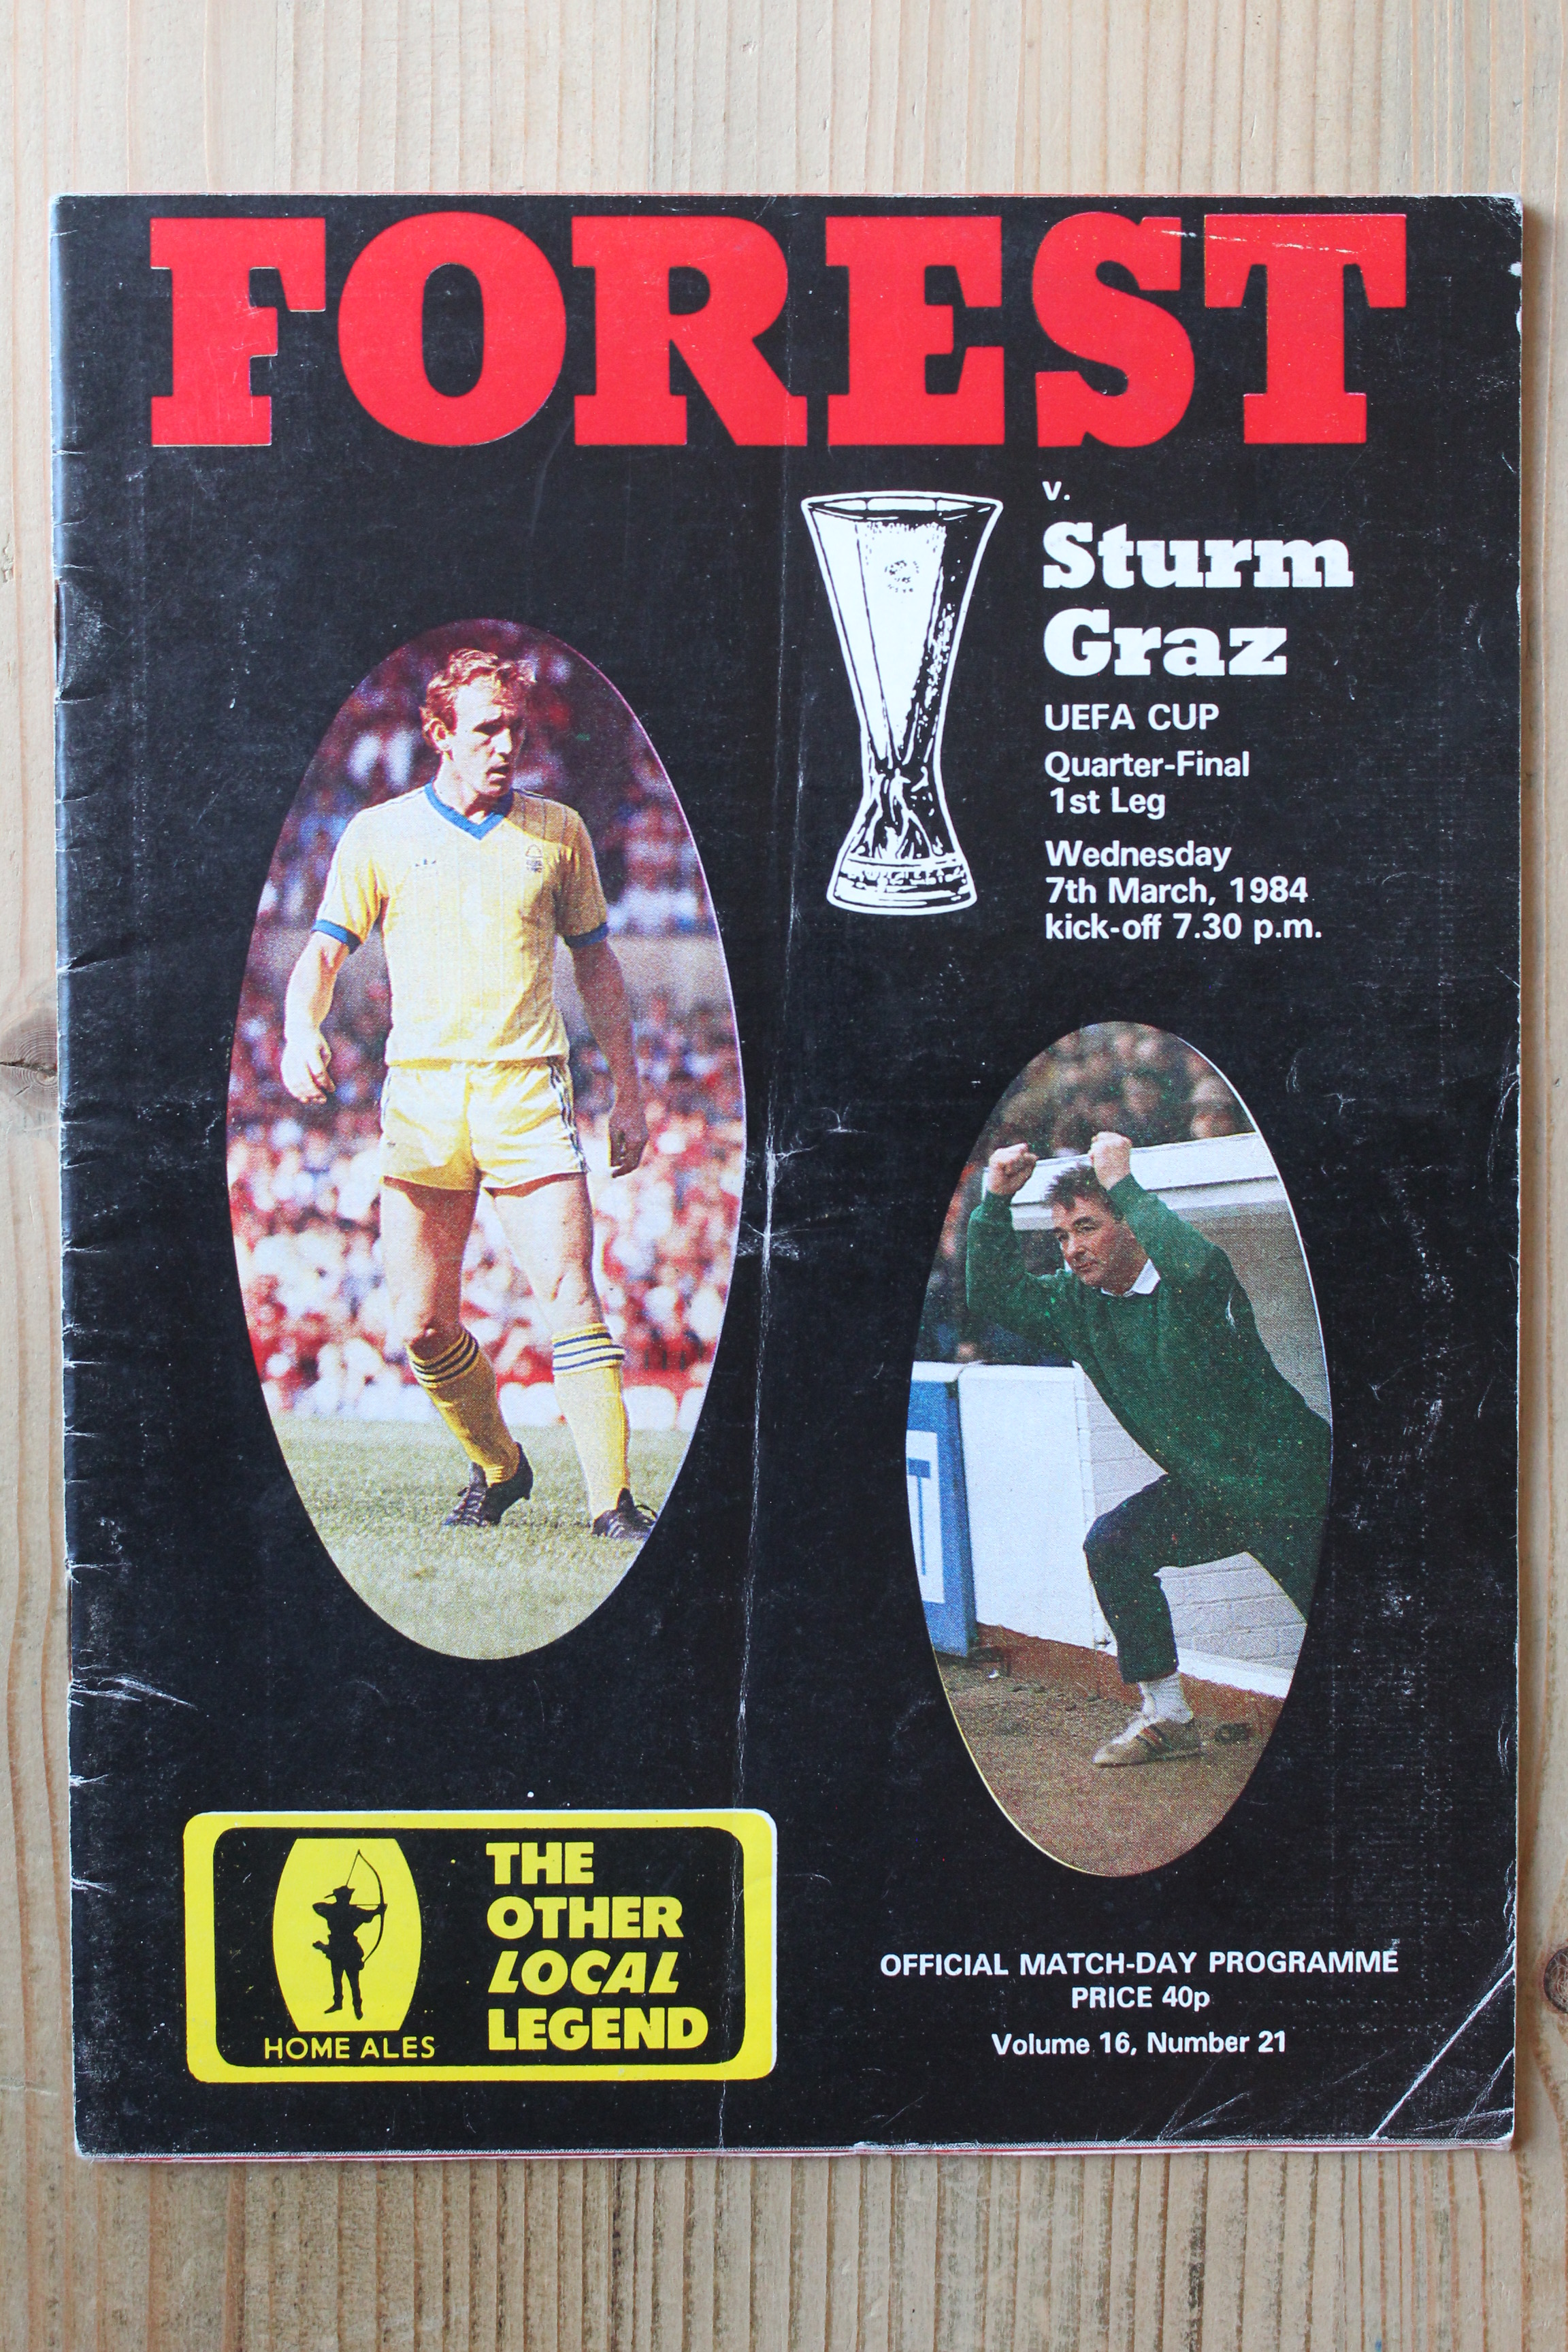 FOREST
v.
Sturm
Graz
UEFA CUP
Quarter-Final
1st Leg
Wednesday
7th March, 1984
kick-off 7.30 p.m.
THE
OTHER
LOCAL
LEGEND
HOME ALES
OFFICIAL MATCH-DAY PROGRAMME
PRICE 40p
Volume 16, Number 21